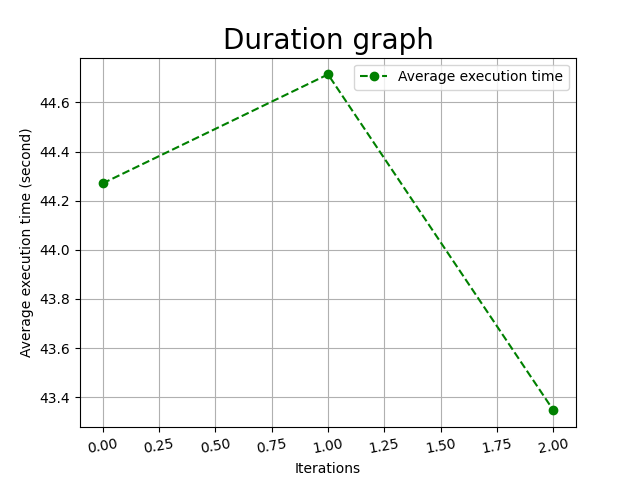 Duration graph
Average execution time
44.6
44.4
44.2
44.0
43.8
43.6
43.4
Average execution time (second)
0.00 0.25 0.50 0.75 1.00 1.25 1.50 1.75 2.00
Iterations